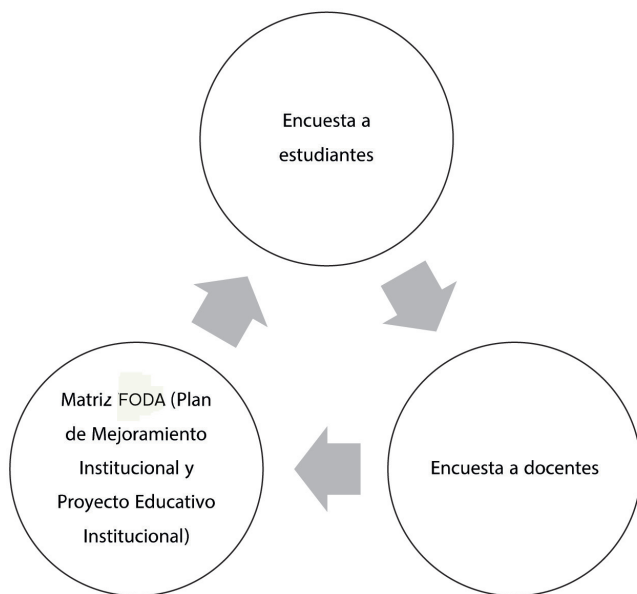 Encuesta a
estudiantes
Matriz FODA (Plan
de Mejoramiento
Institucional y
Proyecto Educativo
Institucional)
Encuesta a docentes